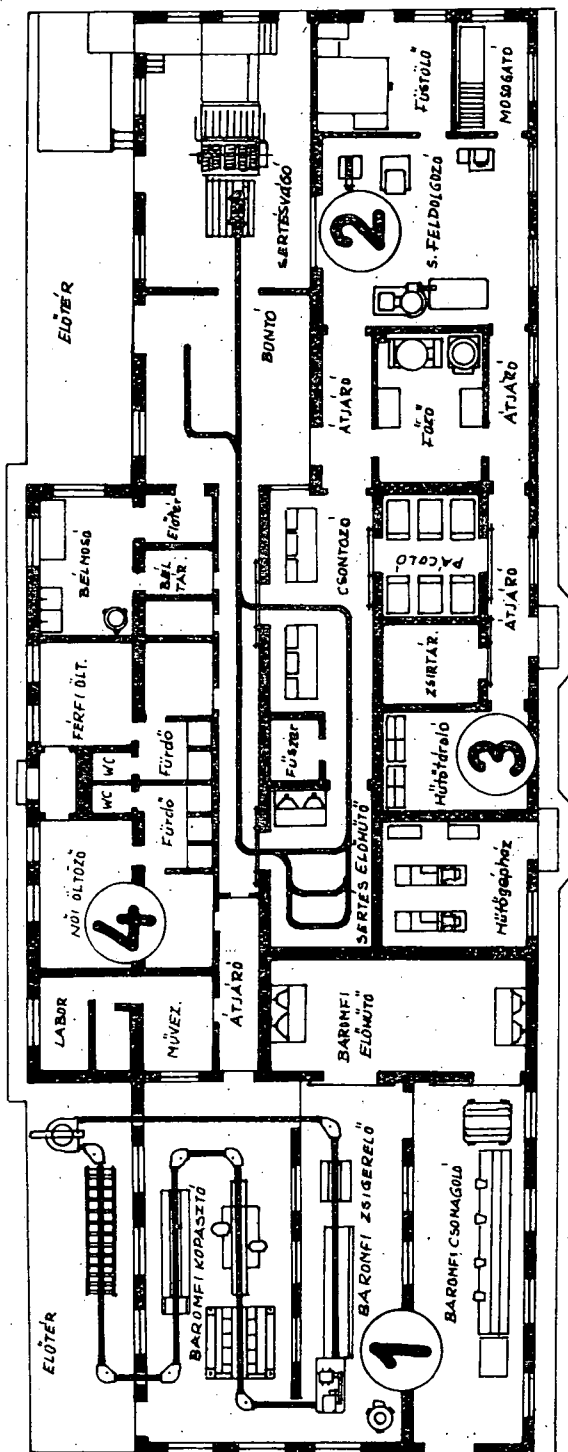 ELŐTÉR
LABOR
NŐI ÖLTÖZŐ
WC
WC
FÉRFI ÖLT.
BÉLMOSÓ
ELŐTÉR
4
MŰVEZ.
Fürdő
Fürdő
BÉL
TÁR.
Előtér
BAROMFI KOPASZTÓ
ÁTJÁRÓ
BONTÓ
SERTÉSVÁGÓ
Fűszer
CSONTOZÓ
BAROMFI ZSIGERELŐ
BAROMFI
ELŐHŰTŐ
SERTÉS ELŐHŰTŐ
ÁTJÁRÓ
2
1
BAROMFI CSOMAGOLÓ
Hűtőgépház
Hűtőtároló
3
ZSIRTÁR.
PÁCOLÓ
FŐZŐ
S. FELDOLGOZÓ
FÜSTÖLŐ
ÁTJÁRÓ
ÁTJÁRÓ
MOSOGATÓ